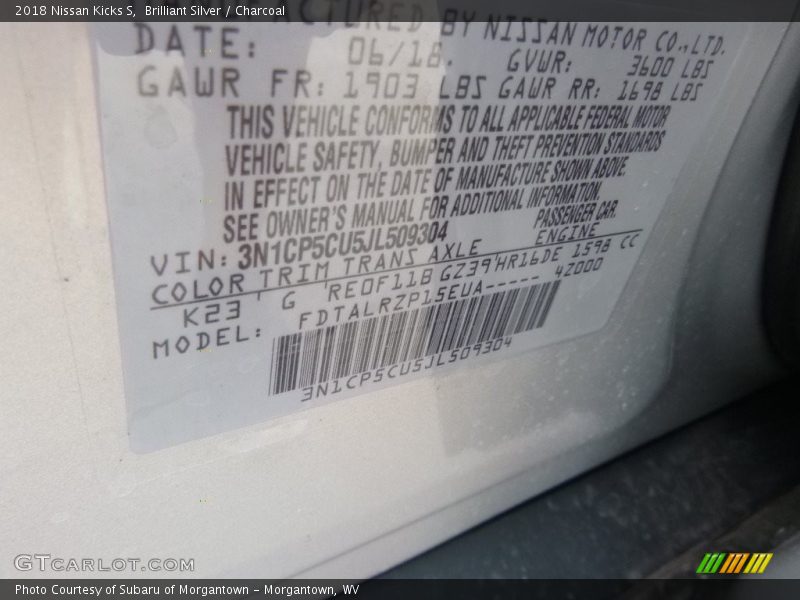 2018 Nissan Kicks S,  Brilliant Silver / Charcoal
BY NISSAN MOTOR CO.,LTD.
DATE: 06/18. GVWR: 3600 LBS
GAWR FR: 1903 LBS GAWR RR: 1698 LBS
THIS VEHICLE CONFORMS TO ALL APPLICABLE FEDERAL MOTOR
VEHICLE SAFETY, BUMPER AND THEFT PREVENTION STANDARDS
IN EFFECT ON THE DATE OF MANUFACTURE SHOWN ABOVE.
SEE OWNER'S MANUAL FOR ADDITIONAL INFORMATION.
VIN: 3N1CP5CU5JL509304 PASSENGER CAR.
COLOR TRIM TRANS AXLE ENGINE
K23 ' G 'RE0F11B GZ39'HR16DE 1598 CC
MODEL: FDTALRZP15EUA----- 4Z000
3N1CP5CU5JL509304
GTCARLOT.COM
Photo Courtesy of Subaru of Morgantown - Morgantown, WV